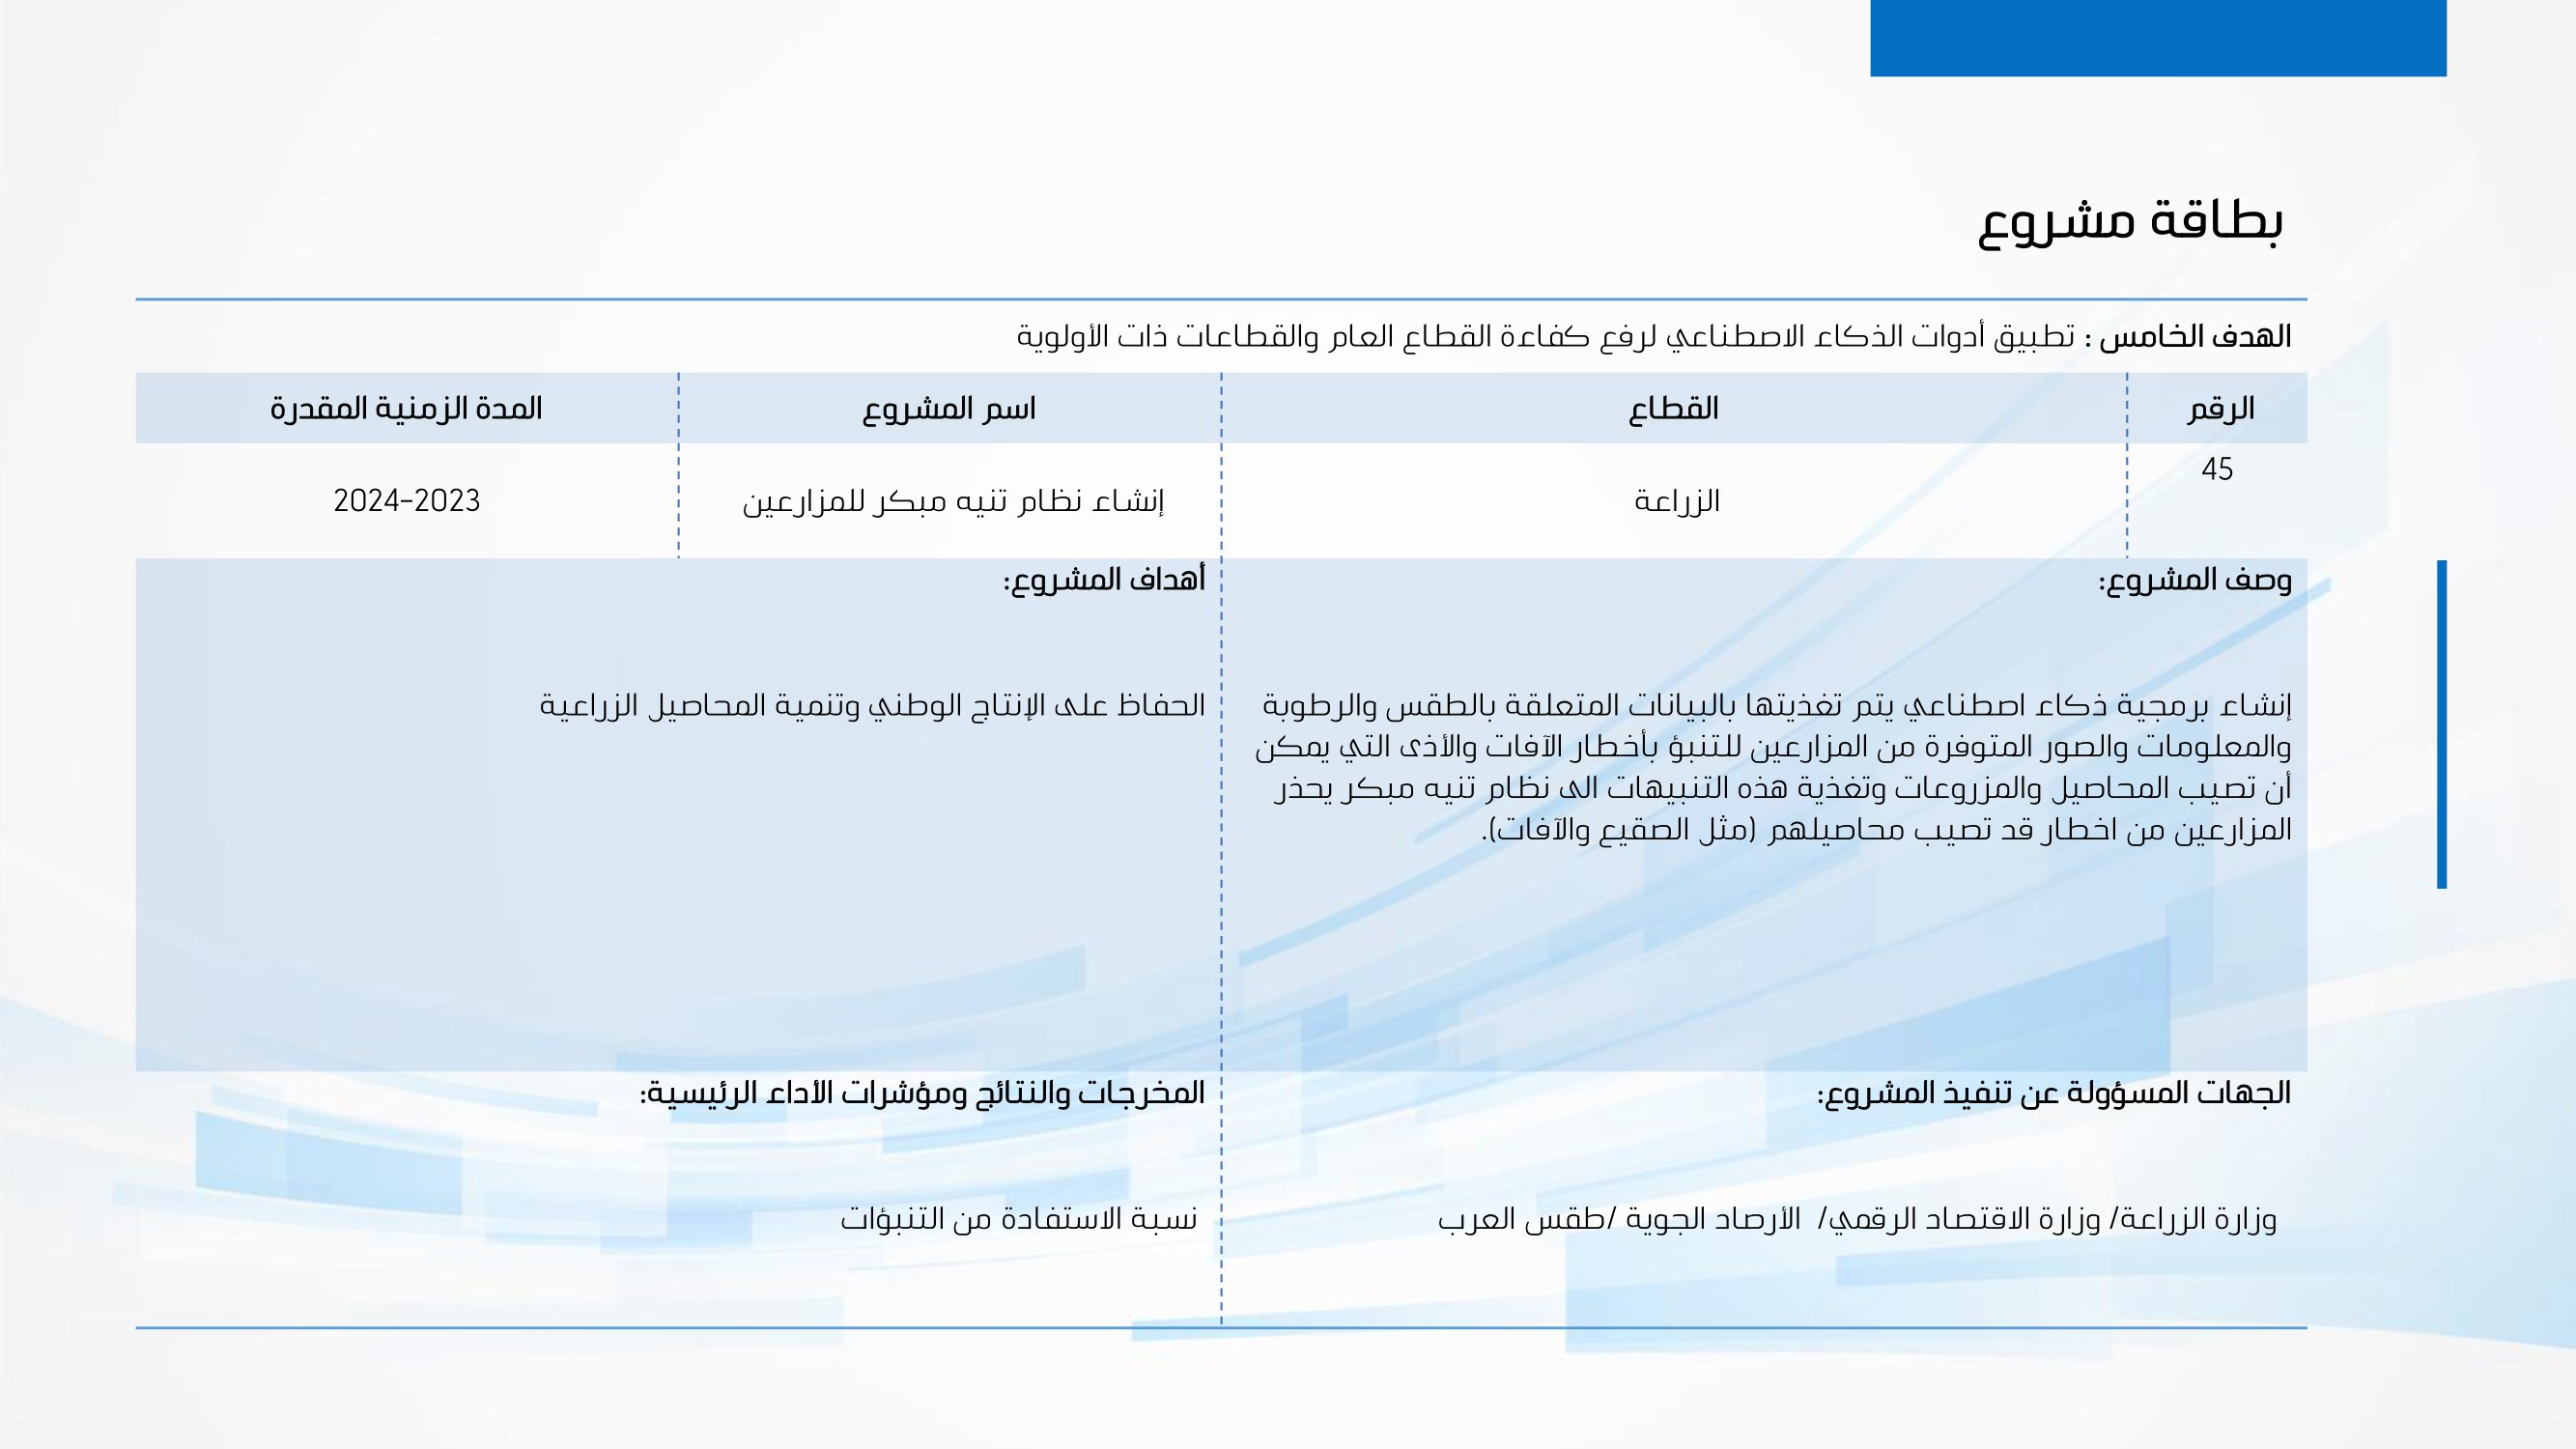 بطاقة مشروع
الهدف الخامس : تطبيق أدوات الذكاء الاصطناعي لرفع كفاءة القطاع العام والقطاعات ذات الأولوية
الرقم القطاع اسم المشروع المدة الزمنية المقدرة
45 الزراعة إنشاء نظام تنيه مبكر للمزارعين 2023-2024
وصف المشروع:
إنشاء برمجية ذكاء اصطناعي يتم تغذيتها بالبيانات المتعلقة بالطقس والرطوبة
والمعلومات والصور المتوفرة من المزارعين للتنبؤ بأخطار الآفات والأذى التي يمكن
أن تصيب المحاصيل والمزروعات وتغذية هذه التنبيهات الى نظام تنيه مبكر يحذر
المزارعين من اخطار قد تصيب محاصيلهم (مثل الصقيع والآفات).
أهداف المشروع:
الحفاظ على الإنتاج الوطني وتنمية المحاصيل الزراعية
الجهات المسؤولة عن تنفيذ المشروع:
وزارة الزراعة/ وزارة الاقتصاد الرقمي/ الأرصاد الجوية /طقس العرب
المخرجات والنتائج ومؤشرات الأداء الرئيسية:
نسبة الاستفادة من التنبؤات